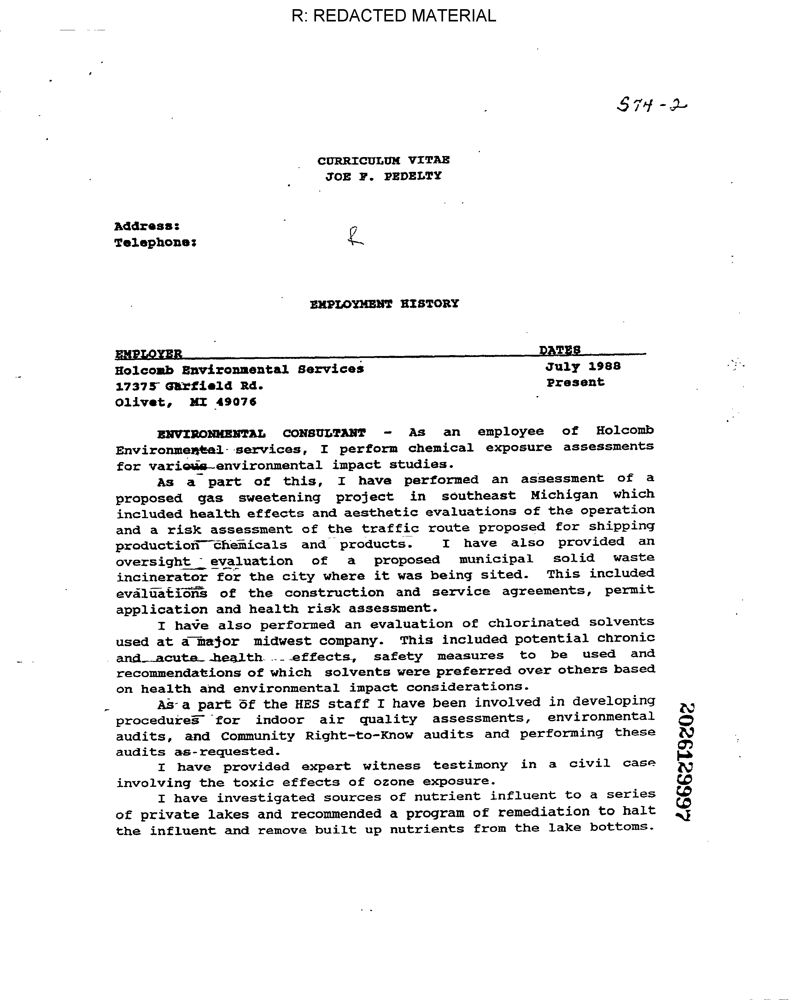 R: REDACTED MATERIAL
S74-2
CURRICULUM VITAE
JOE F. PEDELTY
Address:
Telephone:
R
EMPLOYMENT HISTORY
EMPLOYER DATES
Holcomb Environmental Services July 1988
17375 Garfield Rd. Present
Olivet, MI 49076
ENVIRONMENTAL CONSULTANT - As an employee of Holcomb
Environmental services, I perform chemical exposure assessments
for various environmental impact studies.
As a part of this, I have performed an assessment of a
proposed gas sweetening project in southeast Michigan which
included health effects and aesthetic evaluations of the operation
and a risk assessment of the traffic route proposed for shipping
production chemicals and products. I have also provided an
oversight evaluation of a proposed municipal solid waste
incinerator for the city where it was being sited. This included
evaluations of the construction and service agreements, permit
application and health risk assessment.
I have also performed an evaluation of chlorinated solvents
used at a major midwest company. This included potential chronic
and acute health effects, safety measures to be used and
recommendations of which solvents were preferred over others based
on health and environmental impact considerations.
As a part of the HES staff I have been involved in developing
procedures for indoor air quality assessments, environmental
audits, and Community Right-to-Know audits and performing these
audits as requested.
I have provided expert witness testimony in a civil case
involving the toxic effects of ozone exposure.
I have investigated sources of nutrient influent to a series
of private lakes and recommended a program of remediation to halt
the influent and remove built up nutrients from the lake bottoms.
2026129997